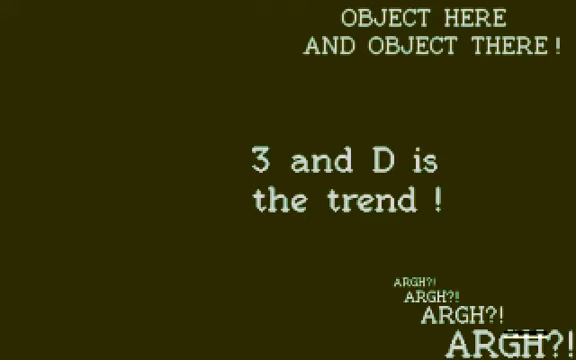 OBJECT HERE
AND OBJECT THERE !
3 and D is
the trend !
ARGH?!
ARGH?!
ARGH?!
ARGH?!